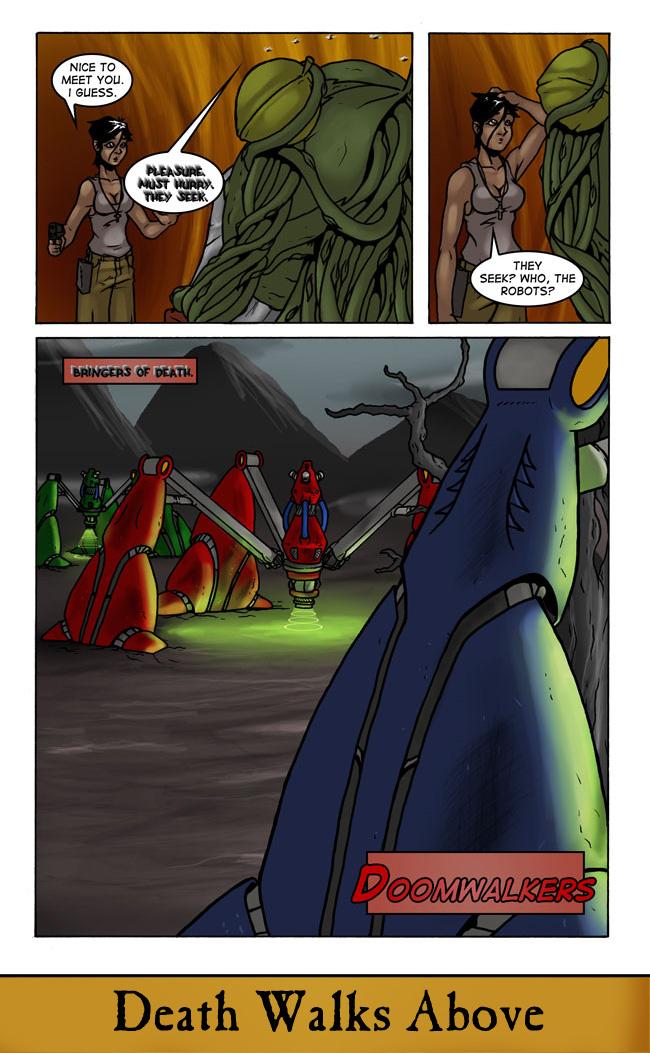 NICE TO
MEET YOU.
I GUESS.
PLEASURE.
MUST HURRY.
THEY SEEK.
THEY
SEEK? WHO, THE
ROBOTS?
BRINGERS OF DEATH.
DOOMWALKERS
Death Walks Above